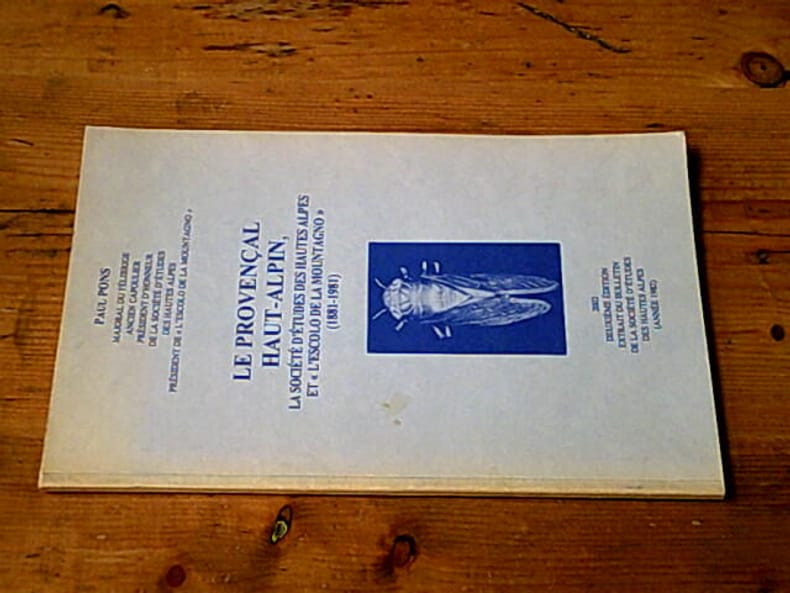 PAUL PONS
MAJORAL DU FÉLIBRIGE
ANCIEN CAPOULIER
PRÉSIDENT D'HONNEUR
DE LA SOCIÉTÉ D'ÉTUDES
DES HAUTES ALPES
PRÉSIDENT DE « L'ESCOLO DE LA MOUNTAGNO »
LE PROVENÇAL
HAUT-ALPIN,
LA SOCIÉTÉ D'ÉTUDES DES HAUTES ALPES
ET « L'ESCOLO DE LA MOUNTAGNO »
(1881-1981)
DEUXIÈME ÉDITION
EXTRAIT DU BULLETIN
DE LA SOCIÉTÉ D'ÉTUDES
DES HAUTES ALPES
(ANNÉE 1982)